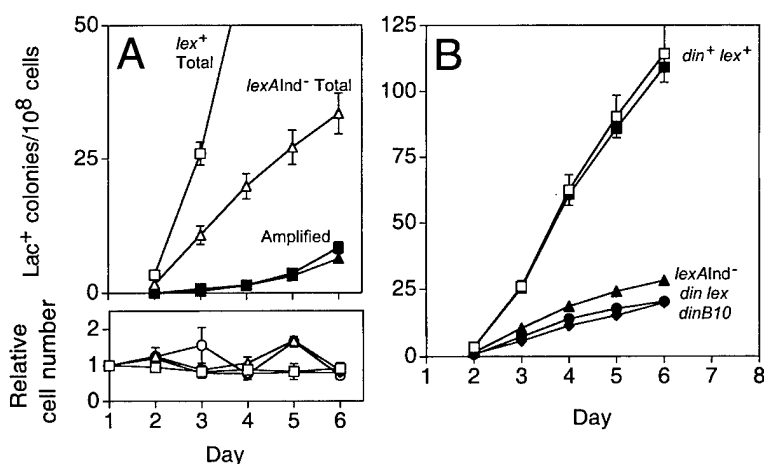 A
lex+
Total
lexAInd- Total
Amplified
50
25
0
Lac+ colonies/10^8 cells
2
1
0
Relative
cell number
1 2 3 4 5 6
Day
B
din+ lex+
lexAInd-
din lex
dinB10
125
100
75
50
25
0
1 2 3 4 5 6 7 8
Day